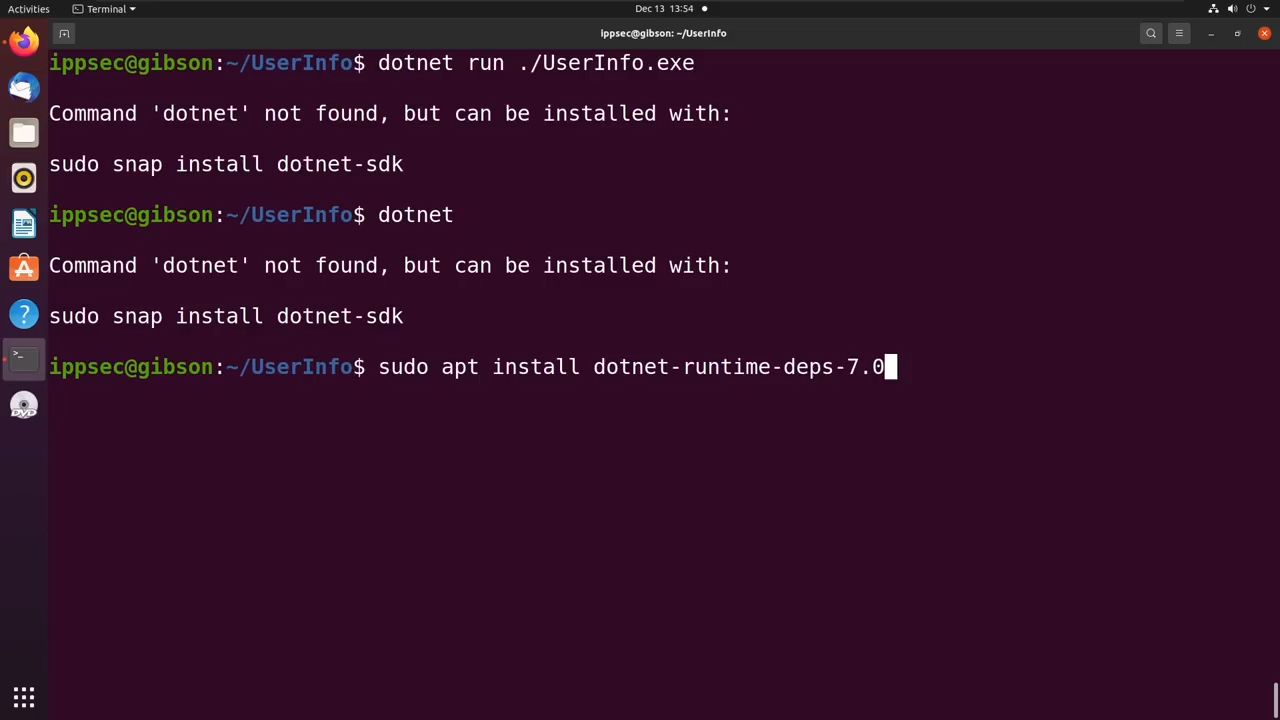 Activities
Terminal
Dec 13 13:54
ippsec@gibson: ~/UserInfo
ippsec@gibson:~/UserInfo$ dotnet run ./UserInfo.exe
Command 'dotnet' not found, but can be installed with:
sudo snap install dotnet-sdk
ippsec@gibson:~/UserInfo$ dotnet
Command 'dotnet' not found, but can be installed with:
sudo snap install dotnet-sdk
ippsec@gibson:~/UserInfo$ sudo apt install dotnet-runtime-deps-7.0
DVD